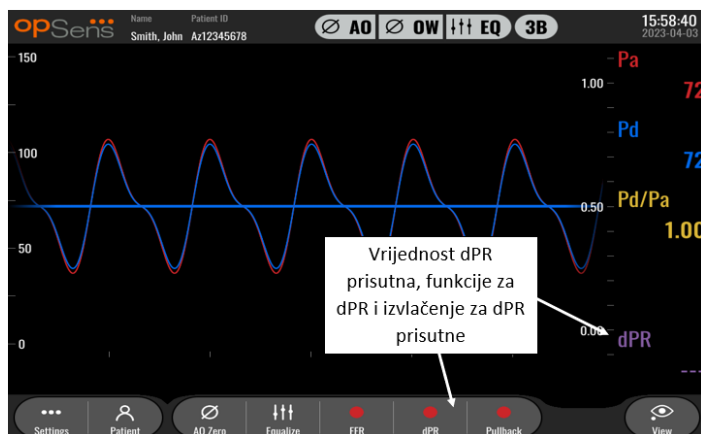 opSens
Name Patient ID
Smith, John Az12345678
AO OW EQ 3B
15:58:40
2023-04-03
150
100
50
0
1.00
0.50
0.00
Pa
72
Pd
72
Pd/Pa
1.00
dPR
---
Vrijednost dPR
prisutna, funkcije za
dPR i izvlačenje za dPR
prisutne
Settings Patient AO Zero Equalize FFR dPR Pullback View